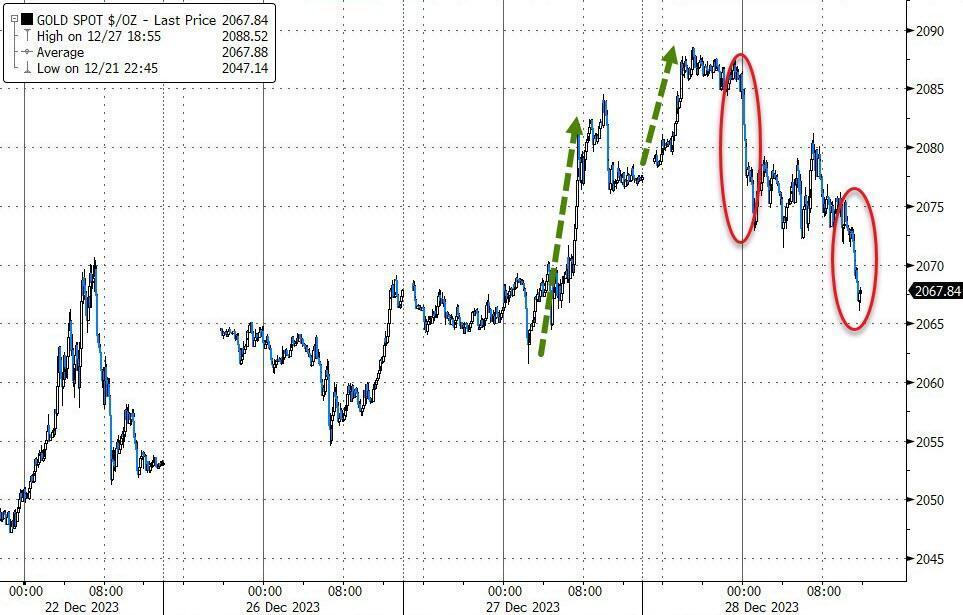 GOLD SPOT $/OZ - Last Price 2067.84
High on 12/27 18:55 2088.52
Average 2067.88
Low on 12/21 22:45 2047.14
2090
2085
2080
2075
2070
2067.84
2065
2060
2055
2050
2045
00:00 08:00 00:00 08:00 00:00 08:00 00:00 08:00
22 Dec 2023 26 Dec 2023 27 Dec 2023 28 Dec 2023